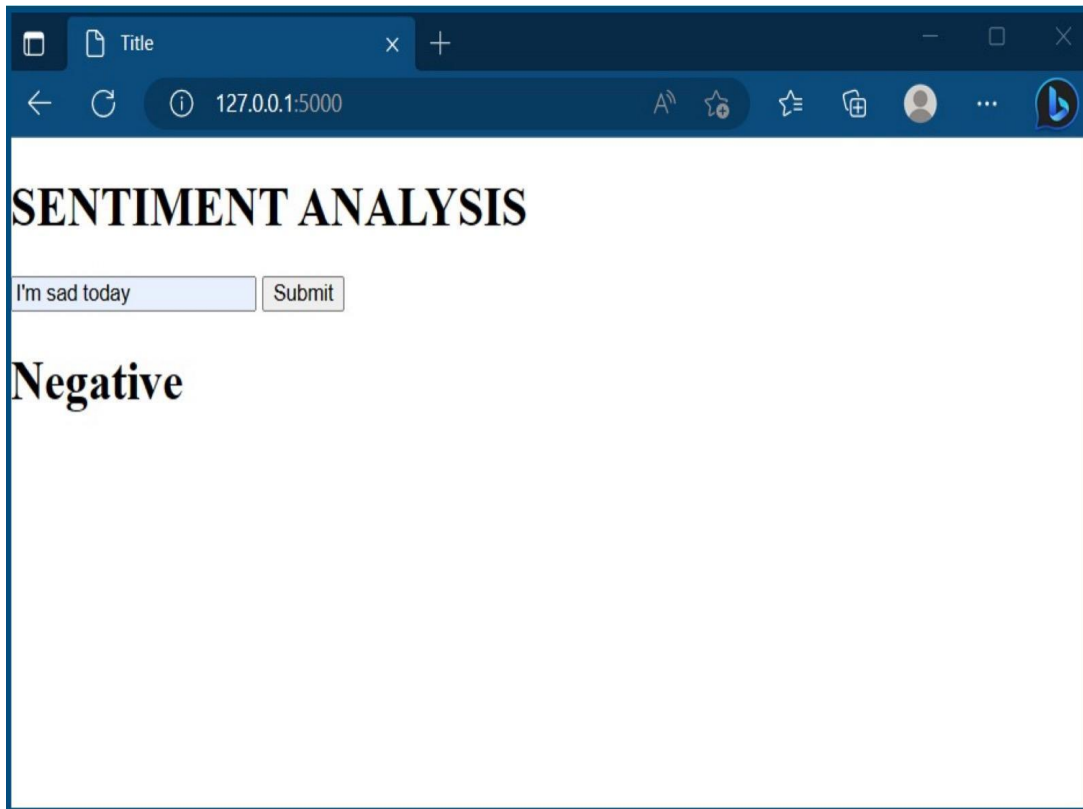 Title
127.0.0.1:5000
SENTIMENT ANALYSIS
I'm sad today Submit
Negative